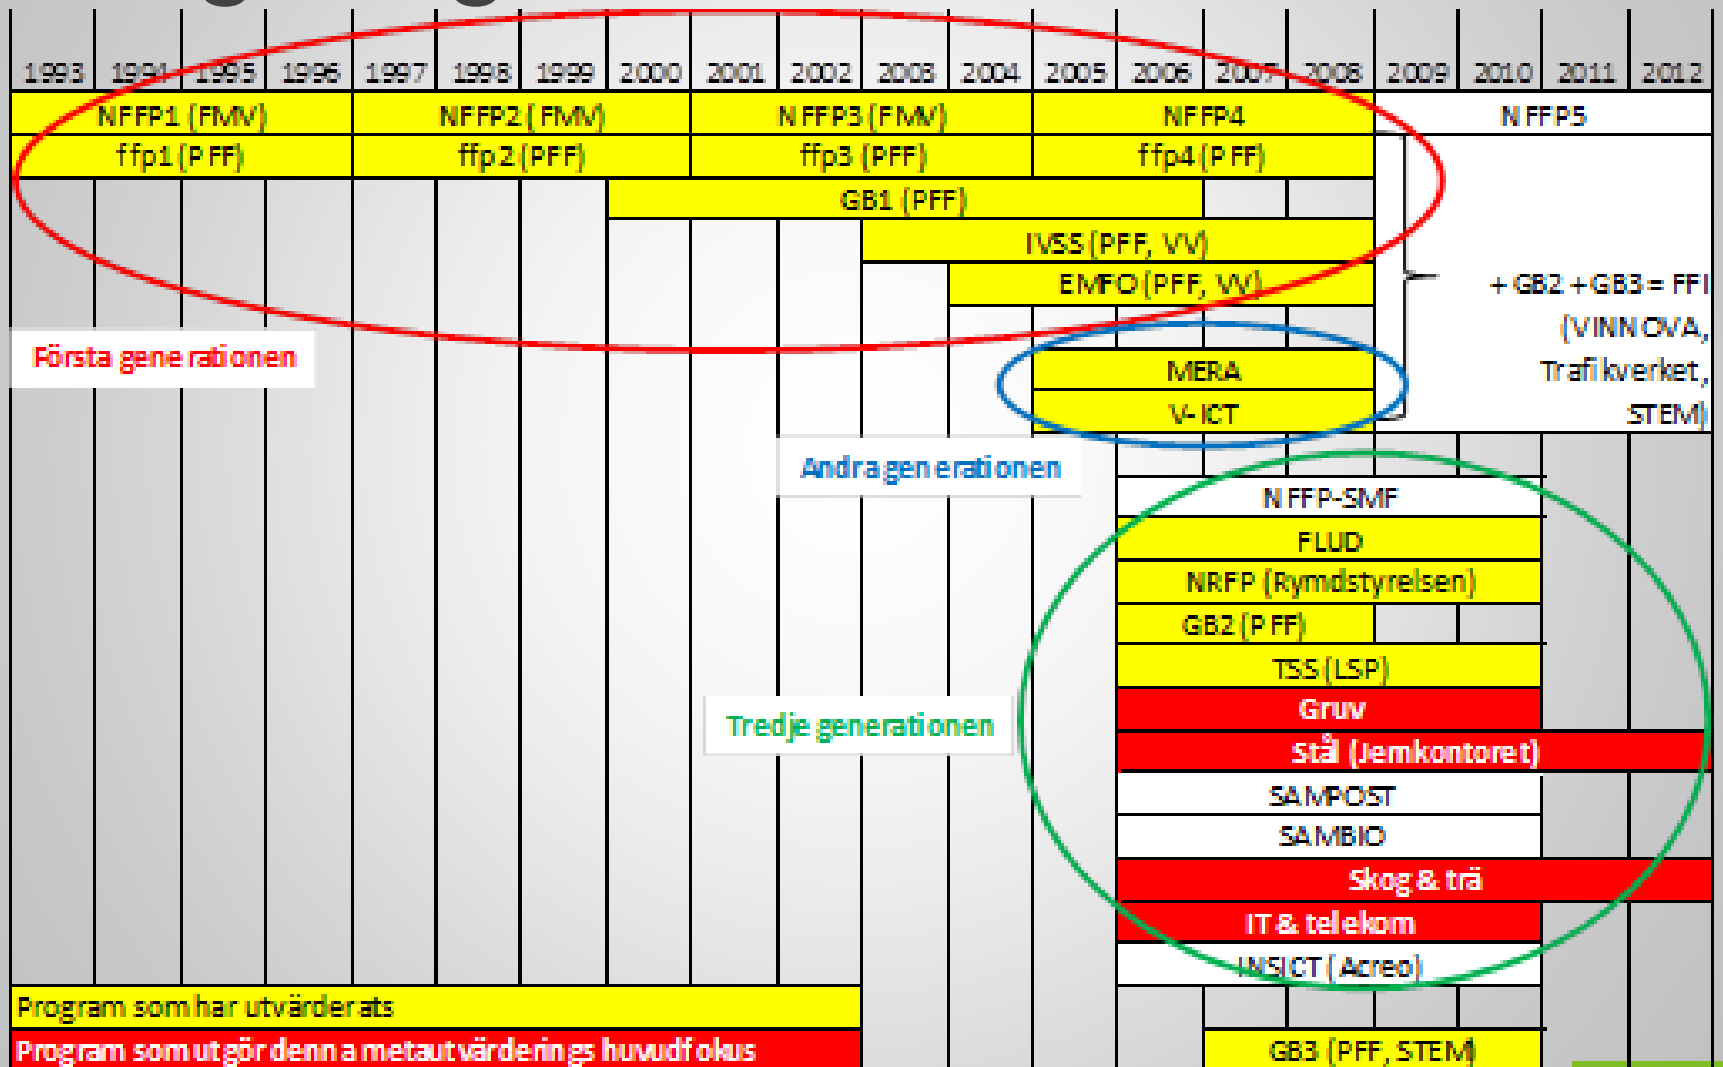 1993 1994 1995 1996 1997 1998 1999 2000 2001 2002 2003 2004 2005 2006 2007 2008 2009 2010 2011 2012
NFFP1 (FMV) NFFP2 (FMV) NFFP3 (FMV) NFFP4 NFFP5
ffp1 (PFF) ffp2 (PFF) ffp3 (PFF) ffp4 (PFF)
GB1 (PFF)
IVSS (PFF, VV)
EMFO (PFF, VV)
+ GB2 + GB3 = FFI
(VINNOVA,
Trafikverket,
STEM)
Första generationen
MERA
V-ICT
Andra generationen
NFFP-SMF
FLUD
NRFP (Rymdstyrelsen)
GB2 (PFF)
TSS (LSP)
Gruv
Tredje generationen
Stål (Jernkontoret)
SAMPOST
SAMBIO
Skog & trä
IT & telekom
INSICT (Acreo)
Program som har utvärderats
Program som utgör denna metautvärderings huvudfokus
GB3 (PFF, STEM)